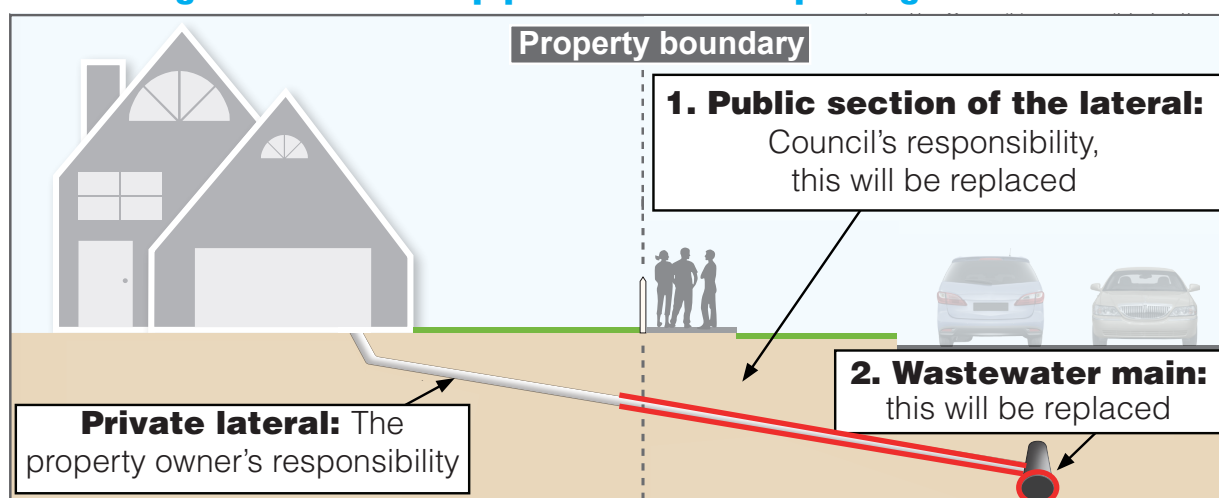 Property boundary
1. Public section of the lateral:
Council’s responsibility,
this will be replaced
2. Wastewater main:
this will be replaced
Private lateral: The
property owner’s responsibility